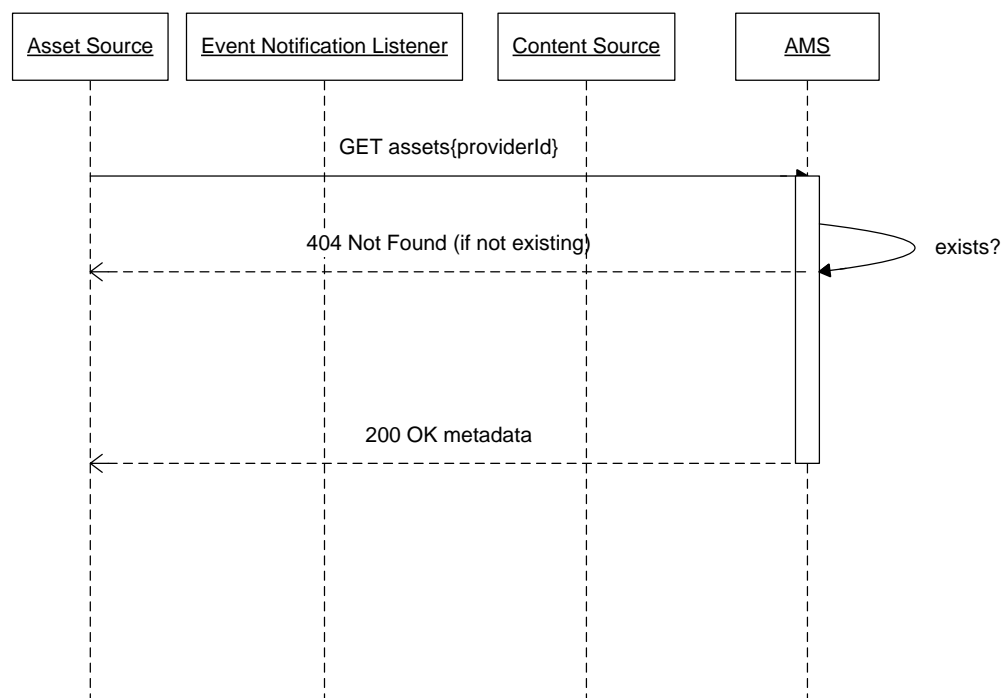 Asset Source
Event Notification Listener
Content Source
AMS
GET assets{providerId}
404 Not Found (if not existing)
exists?
200 OK metadata